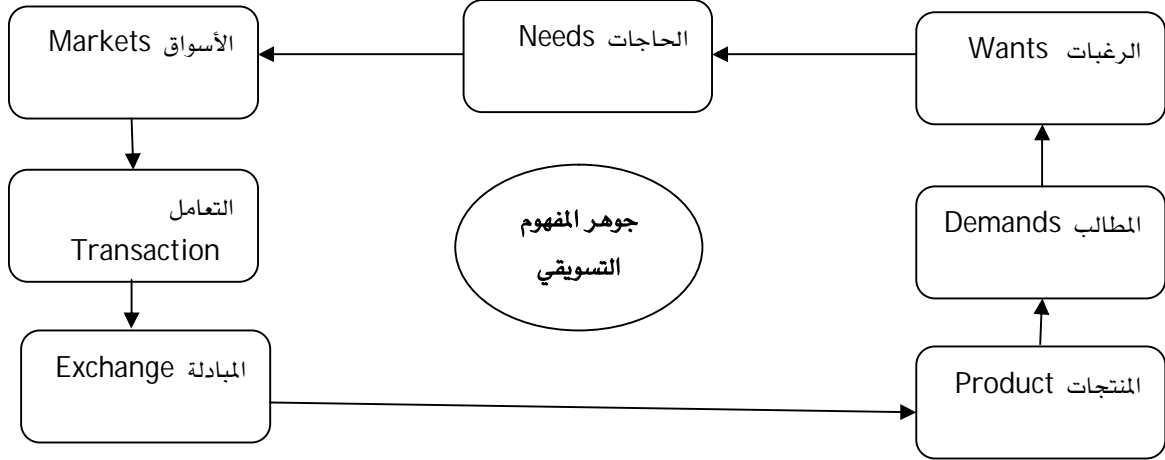 الأسواق Markets
الحاجات Needs
الرغبات Wants
التعامل
Transaction
جوهر المفهوم
التسويقي
المطالب Demands
المبادلة Exchange
المنتجات Product